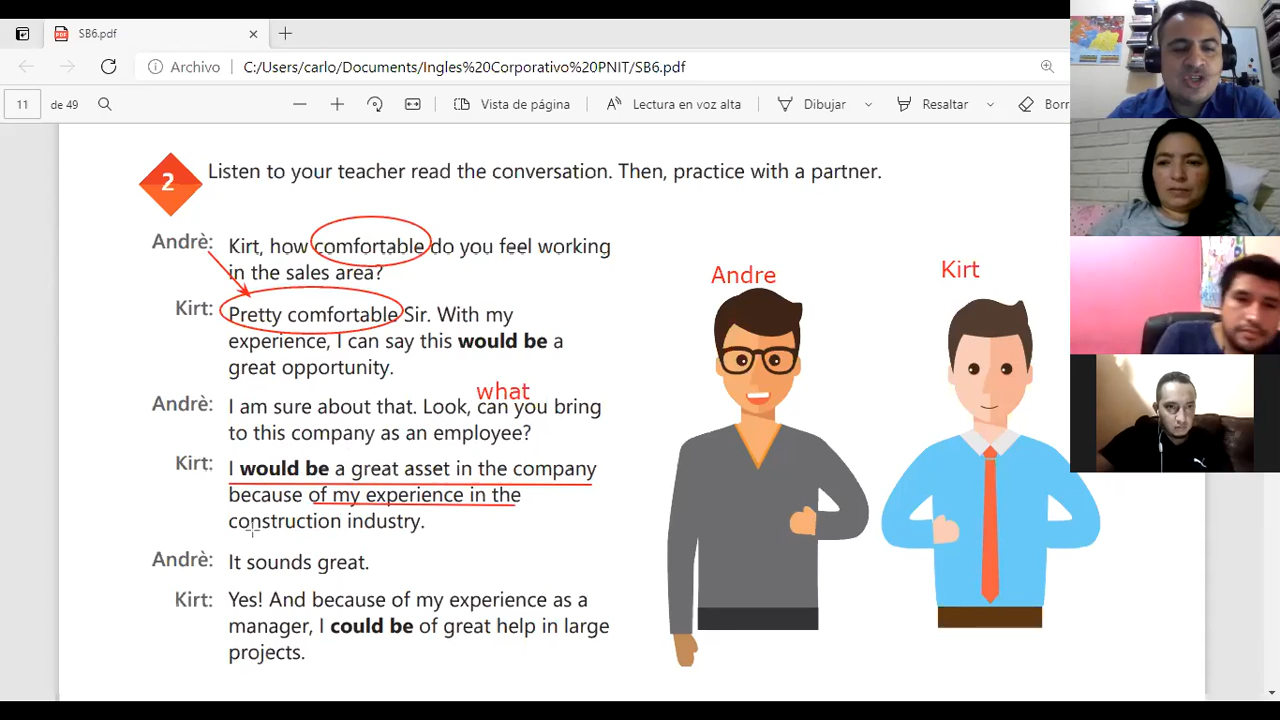 SB6.pdf
Archivo
C:/Users/carlo/Docu
les%20Corporativo%20PNIT/SB6.pdf
11
de 49
Vista de página
Lectura en voz alta
Dibujar
Resaltar
Borr
2
Listen to your teacher read the conversation. Then, practice with a partner.
Andrè: Kirt, how comfortable do you feel working
in the sales area?
Kirt: Pretty comfortable Sir. With my
experience, I can say this would be a
great opportunity.
what
Andrè: I am sure about that. Look, can you bring
to this company as an employee?
Kirt: I would be a great asset in the company
because of my experience in the
construction industry.
Andrè: It sounds great.
Kirt: Yes! And because of my experience as a
manager, I could be of great help in large
projects.
Andre
Kirt